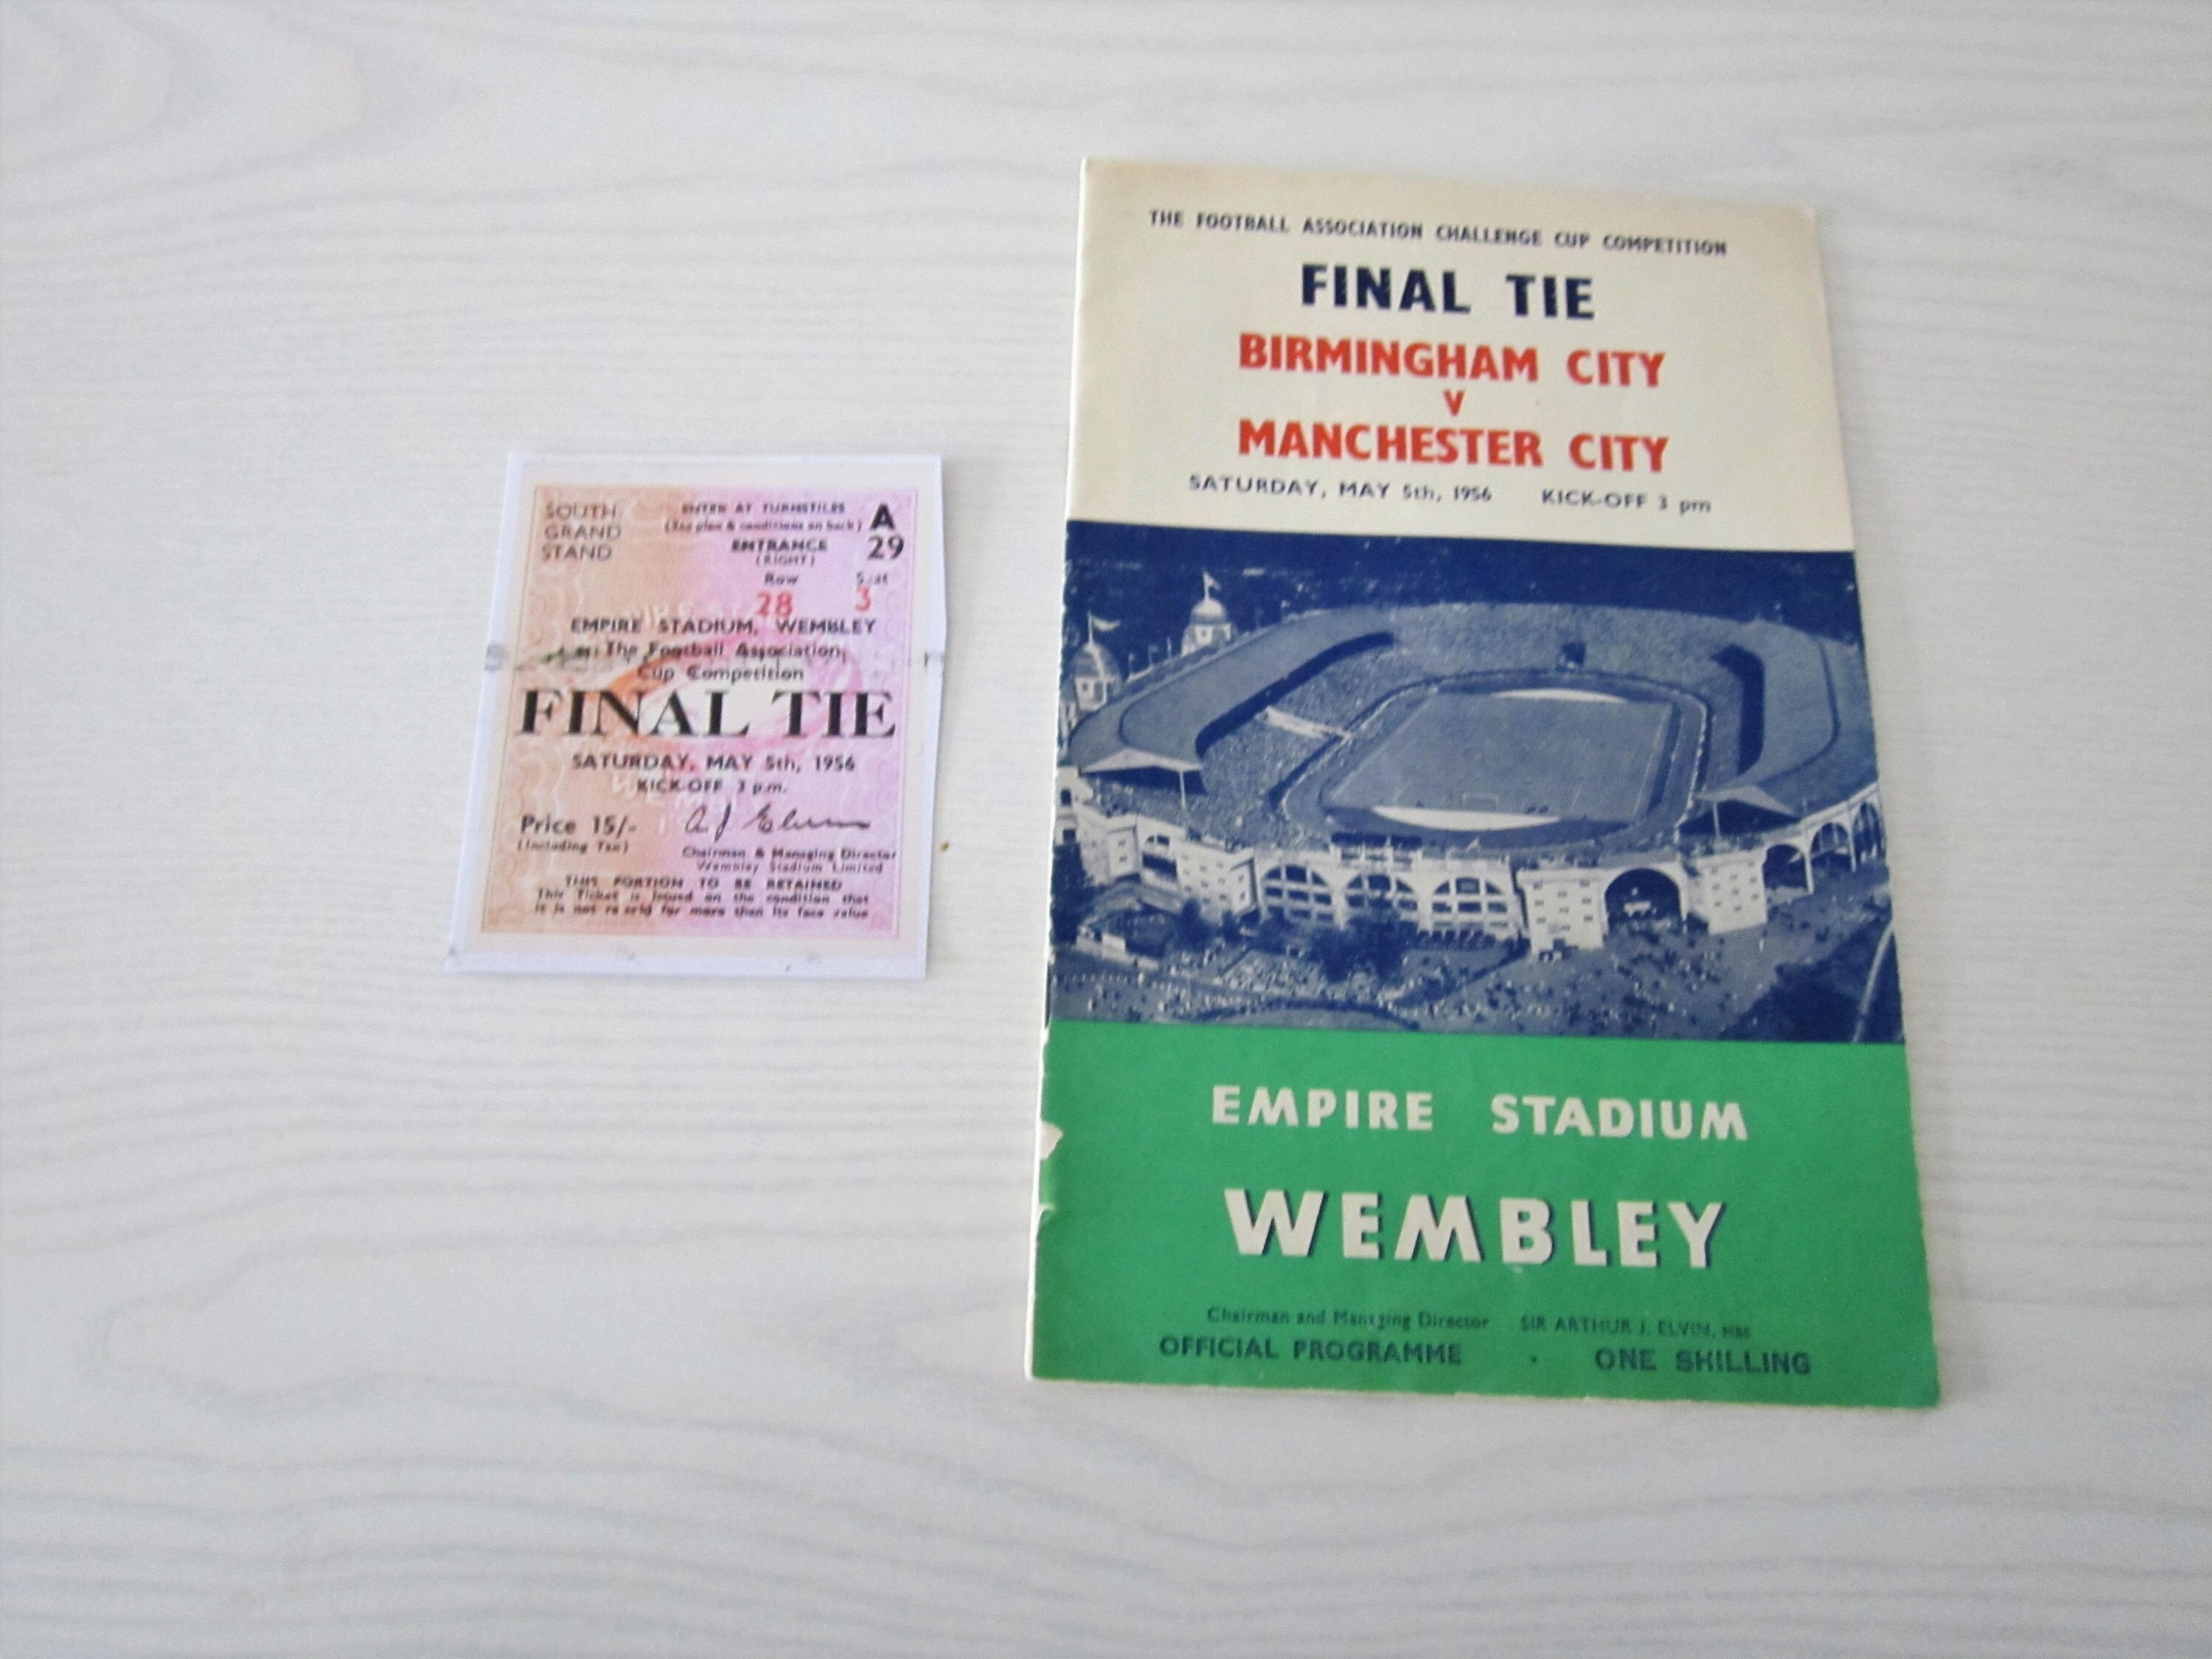 SOUTH
GRAND
STAND
ENTER AT TURNSTILES
(See plan & conditions on back)
A
ENTRANCE
29
(RIGHT)
Row
Seat
28
3
EMPIRE STADIUM, WEMBLEY
The Football Association
Cup Competition
FINAL TIE
SATURDAY, MAY 5th, 1956
KICK-OFF 3 p.m.
Price 15/-
(Including Tax)
A J Elvin
Chairman & Managing Director
Wembley Stadium Limited
THIS PORTION TO BE RETAINED
This Ticket is issued on the condition that
it is not re-sold for more than its face value
THE FOOTBALL ASSOCIATION CHALLENGE CUP COMPETITION
FINAL TIE
BIRMINGHAM CITY
V
MANCHESTER CITY
SATURDAY, MAY 5th, 1956 KICK-OFF 3 pm
EMPIRE STADIUM
WEMBLEY
Chairman and Managing Director SIR ARTHUR J. ELVIN, MBE
OFFICIAL PROGRAMME · ONE SHILLING